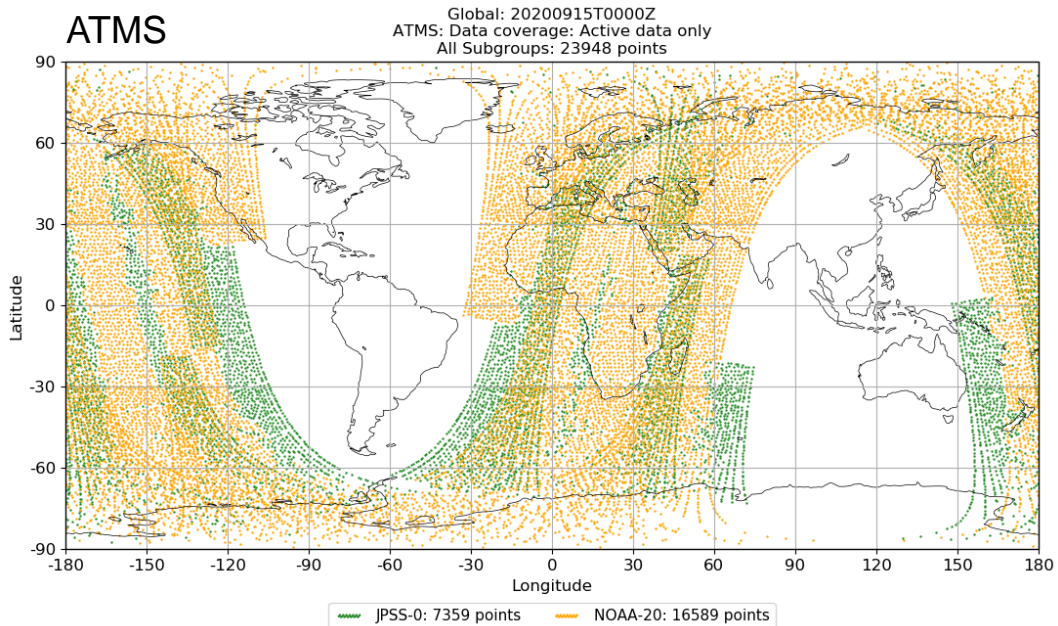 ATMS
Global: 20200915T0000Z
ATMS: Data coverage: Active data only
All Subgroups: 23948 points
90
60
30
0
-30
-60
-90
Latitude
-180
-150
-120
-90
-60
-30
0
30
60
90
120
150
180
Longitude
JPSS-0: 7359 points
NOAA-20: 16589 points